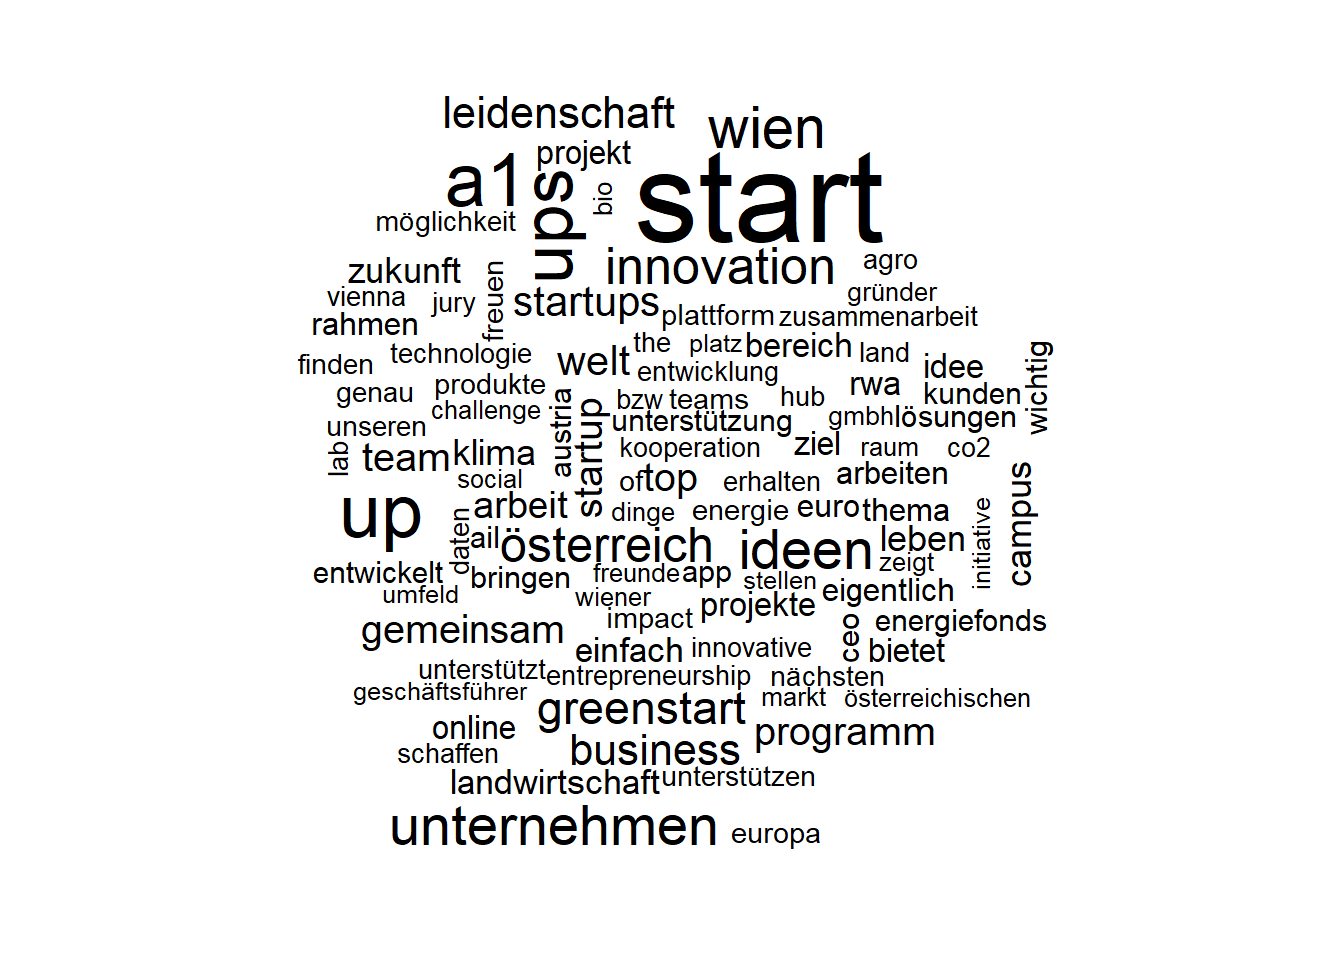 leidenschaft
wien
projekt
a1
start
ups
bio
möglichkeit
innovation
agro
zukunft
freuen
vienna
jury
startups
gründer
rahmen
plattform
zusammenarbeit
finden
technologie
welt
the
platz
bereich
land
idee
wichtig
genau
produkte
entwicklung
rwa
kunden
challenge
austria
startup
bzw
teams
hub
unseren
unterstützung
gmbh
lösungen
lab
team
klima
kooperation
ziel
raum
co2
social
of
top
erhalten
arbeiten
campus
up
arbeit
dinge
energie
euro
thema
initiative
daten
ail
österreich
ideen
leben
zeigt
entwickelt
bringen
freunde
app
stellen
eigentlich
umfeld
wiener
projekte
gemeinsam
impact
ceo
energiefonds
einfach
innovative
bietet
unterstützt
entrepreneurship
nächsten
geschäftsführer
greenstart
markt
österreichischen
online
business
programm
schaffen
landwirtschaft
unterstützen
unternehmen
europa